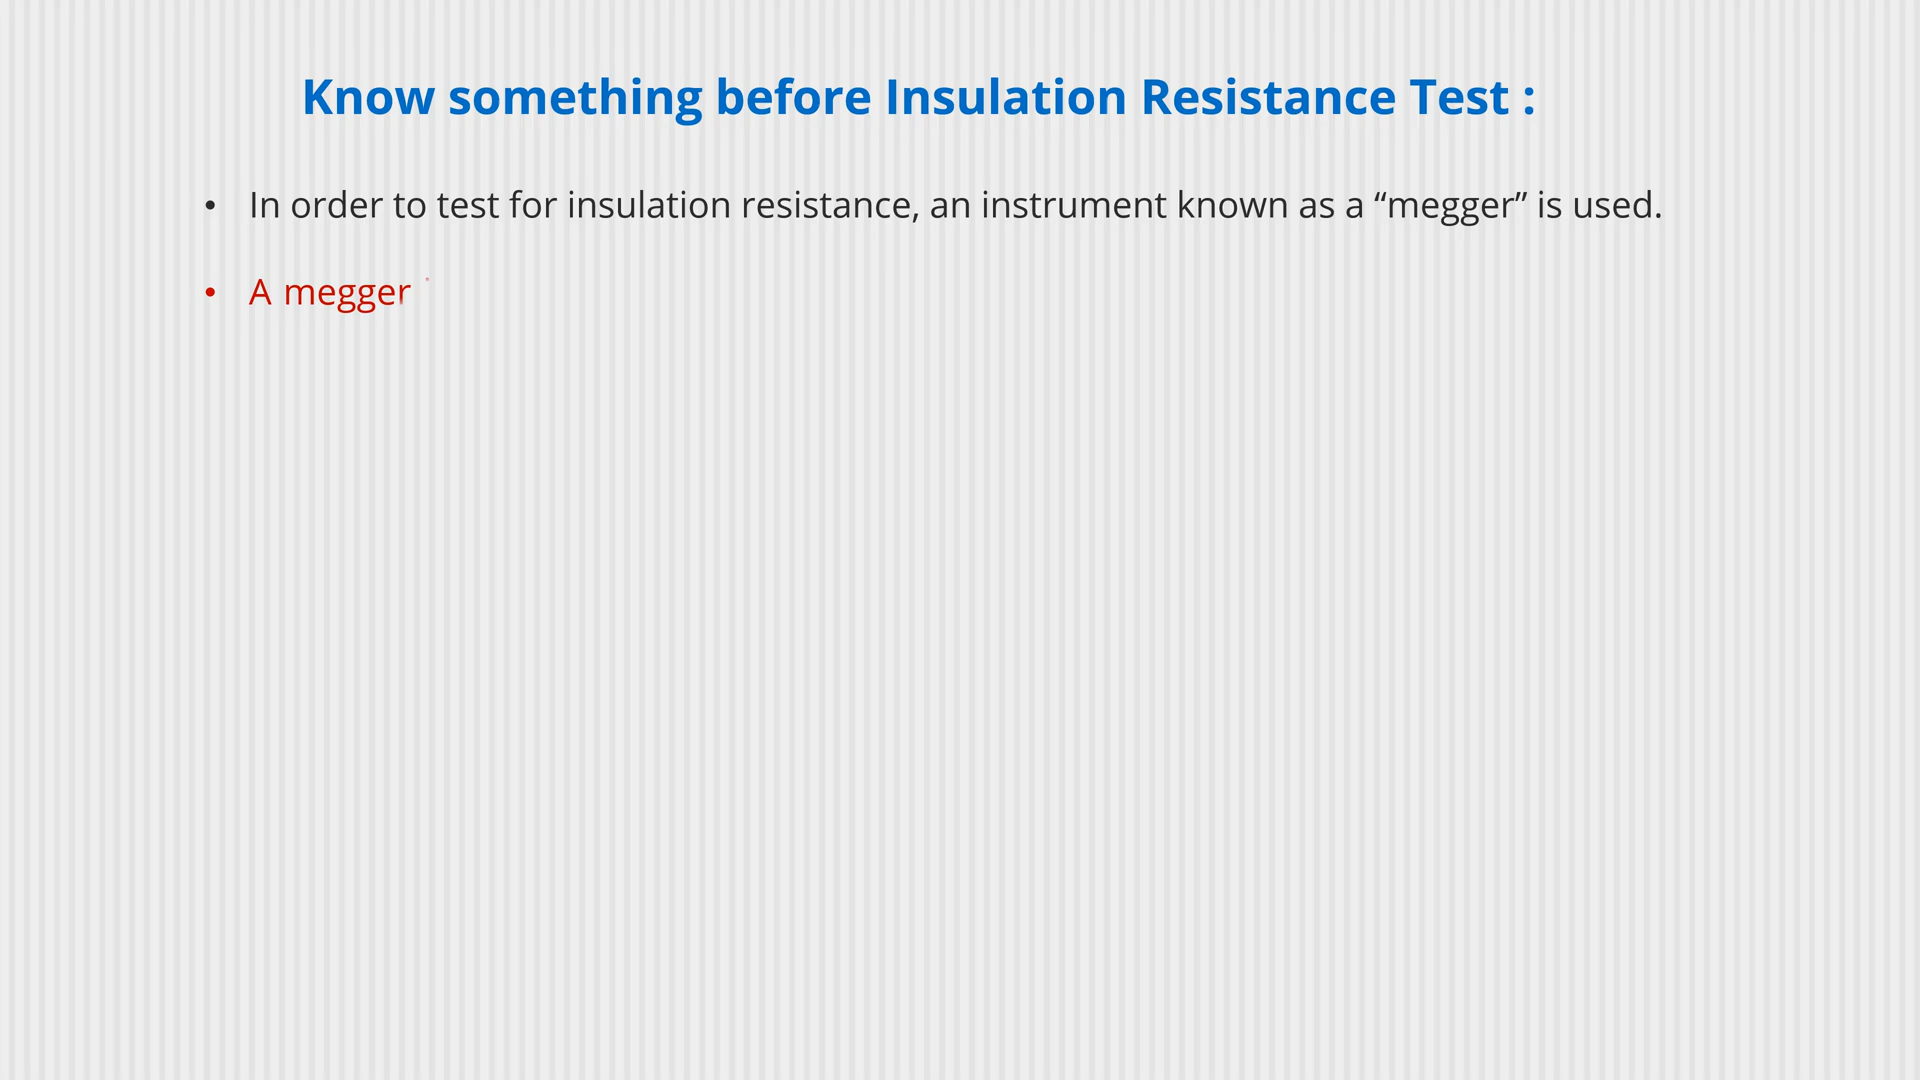 Know something before Insulation Resistance Test :
• In order to test for insulation resistance, an instrument known as a “megger” is used.
• A megger